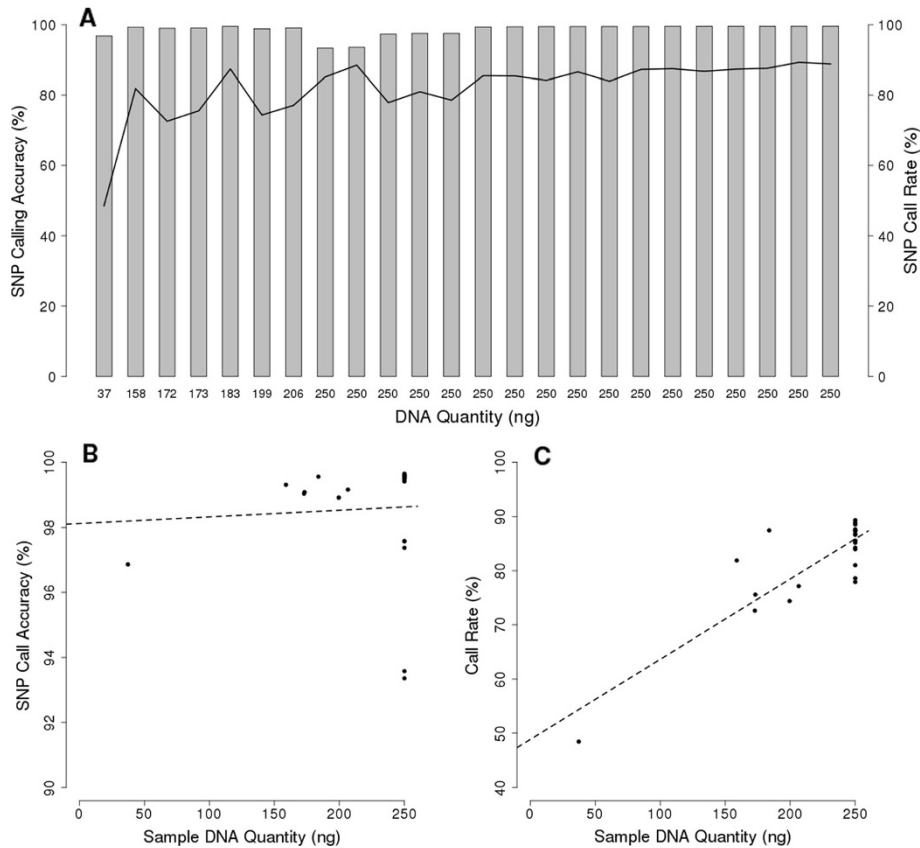 A
100
80
60
40
20
0
SNP Calling Accuracy (%)
100
80
60
40
20
0
SNP Call Rate (%)
37 158 172 173 183 199 206 250 250 250 250 250 250 250 250 250 250 250 250 250 250 250 250 250
DNA Quantity (ng)
B
100
98
96
94
92
90
SNP Call Accuracy (%)
0 50 100 150 200 250
Sample DNA Quantity (ng)
C
100
90
80
70
60
50
40
Call Rate (%)
0 50 100 150 200 250
Sample DNA Quantity (ng)